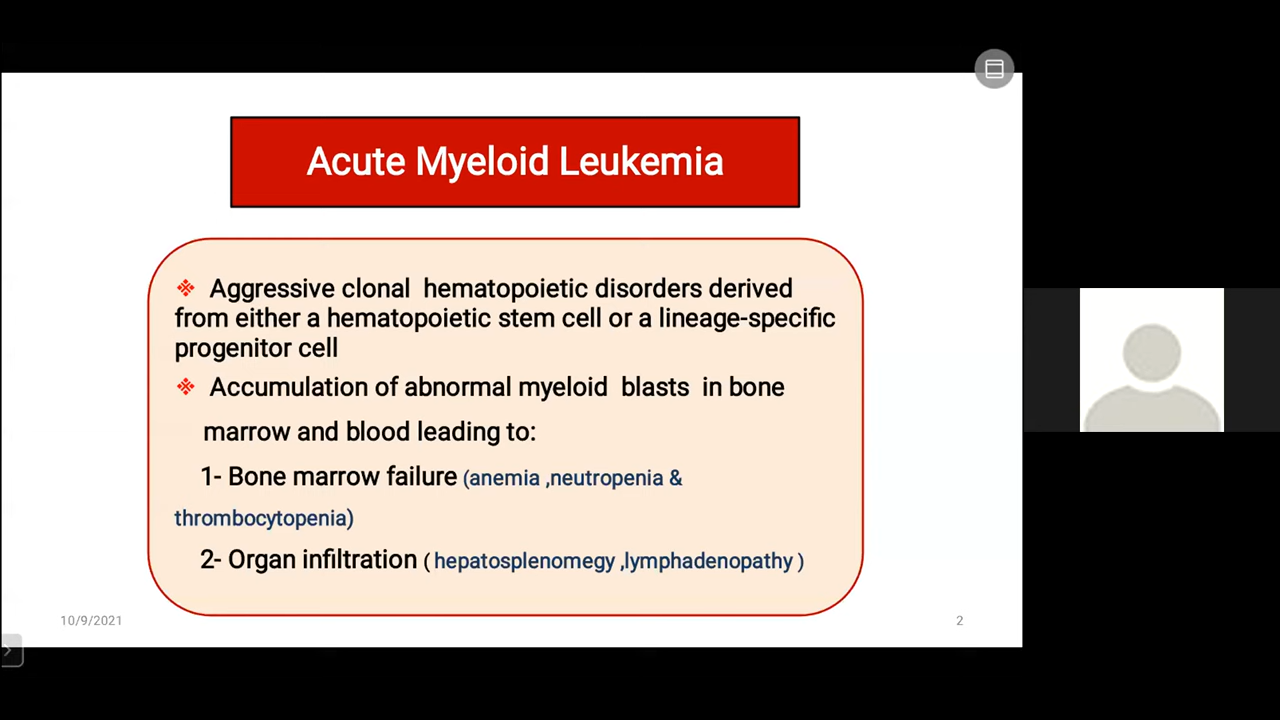 Acute Myeloid Leukemia
❖ Aggressive clonal hematopoietic disorders derived
from either a hematopoietic stem cell or a lineage-specific
progenitor cell
❖ Accumulation of abnormal myeloid blasts in bone
marrow and blood leading to:
1- Bone marrow failure (anemia ,neutropenia &
thrombocytopenia)
2- Organ infiltration ( hepatosplenomegy ,lymphadenopathy )
10/9/2021
2